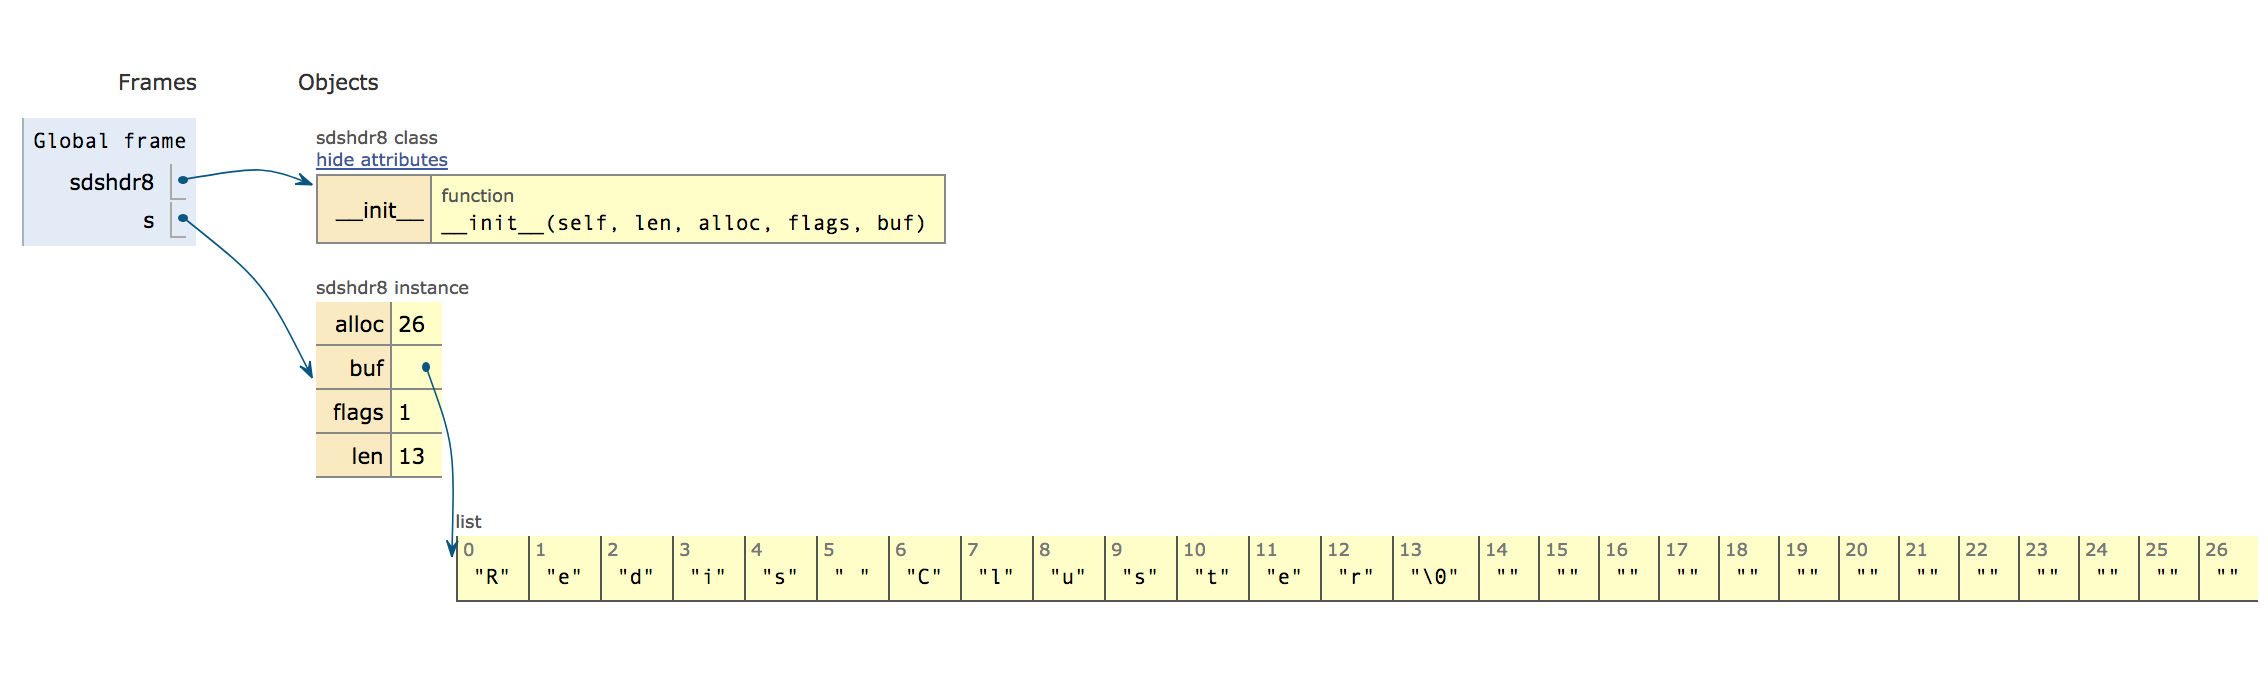 Frames Objects
Global frame
sdshdr8
s
sdshdr8 class
hide attributes
__init__
function
__init__(self, len, alloc, flags, buf)
sdshdr8 instance
alloc 26
buf
flags 1
len 13
list
0 1 2 3 4 5 6 7 8 9 10 11 12 13 14 15 16 17 18 19 20 21 22 23 24 25 26
"R" "e" "d" "i" "s" " " "C" "l" "u" "s" "t" "e" "r" "\0" "" "" "" "" "" "" "" "" "" "" "" "" ""